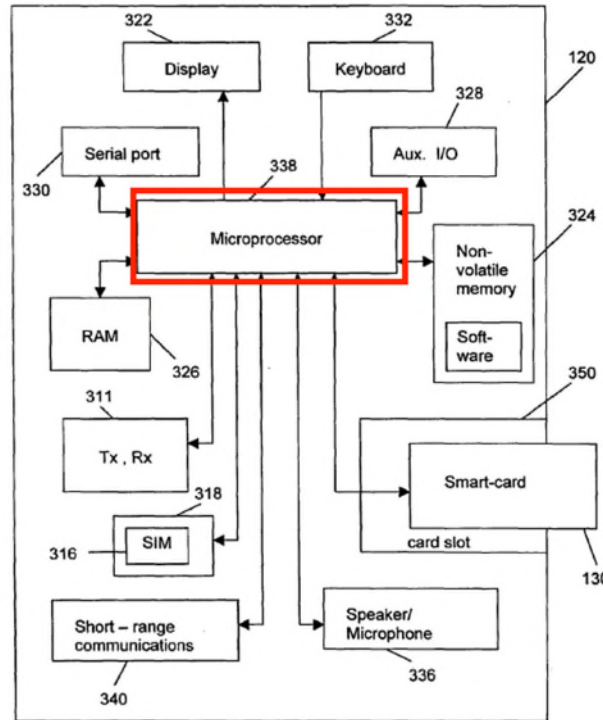 322
332
120
Display
Keyboard
328
Serial port
Aux. I/O
330
338
324
Microprocessor
Non-
volatile
memory
RAM
Soft-
ware
326
350
311
Tx , Rx
Smart-card
318
316
SIM
card slot
130
Short – range
communications
Speaker/
Microphone
340
336